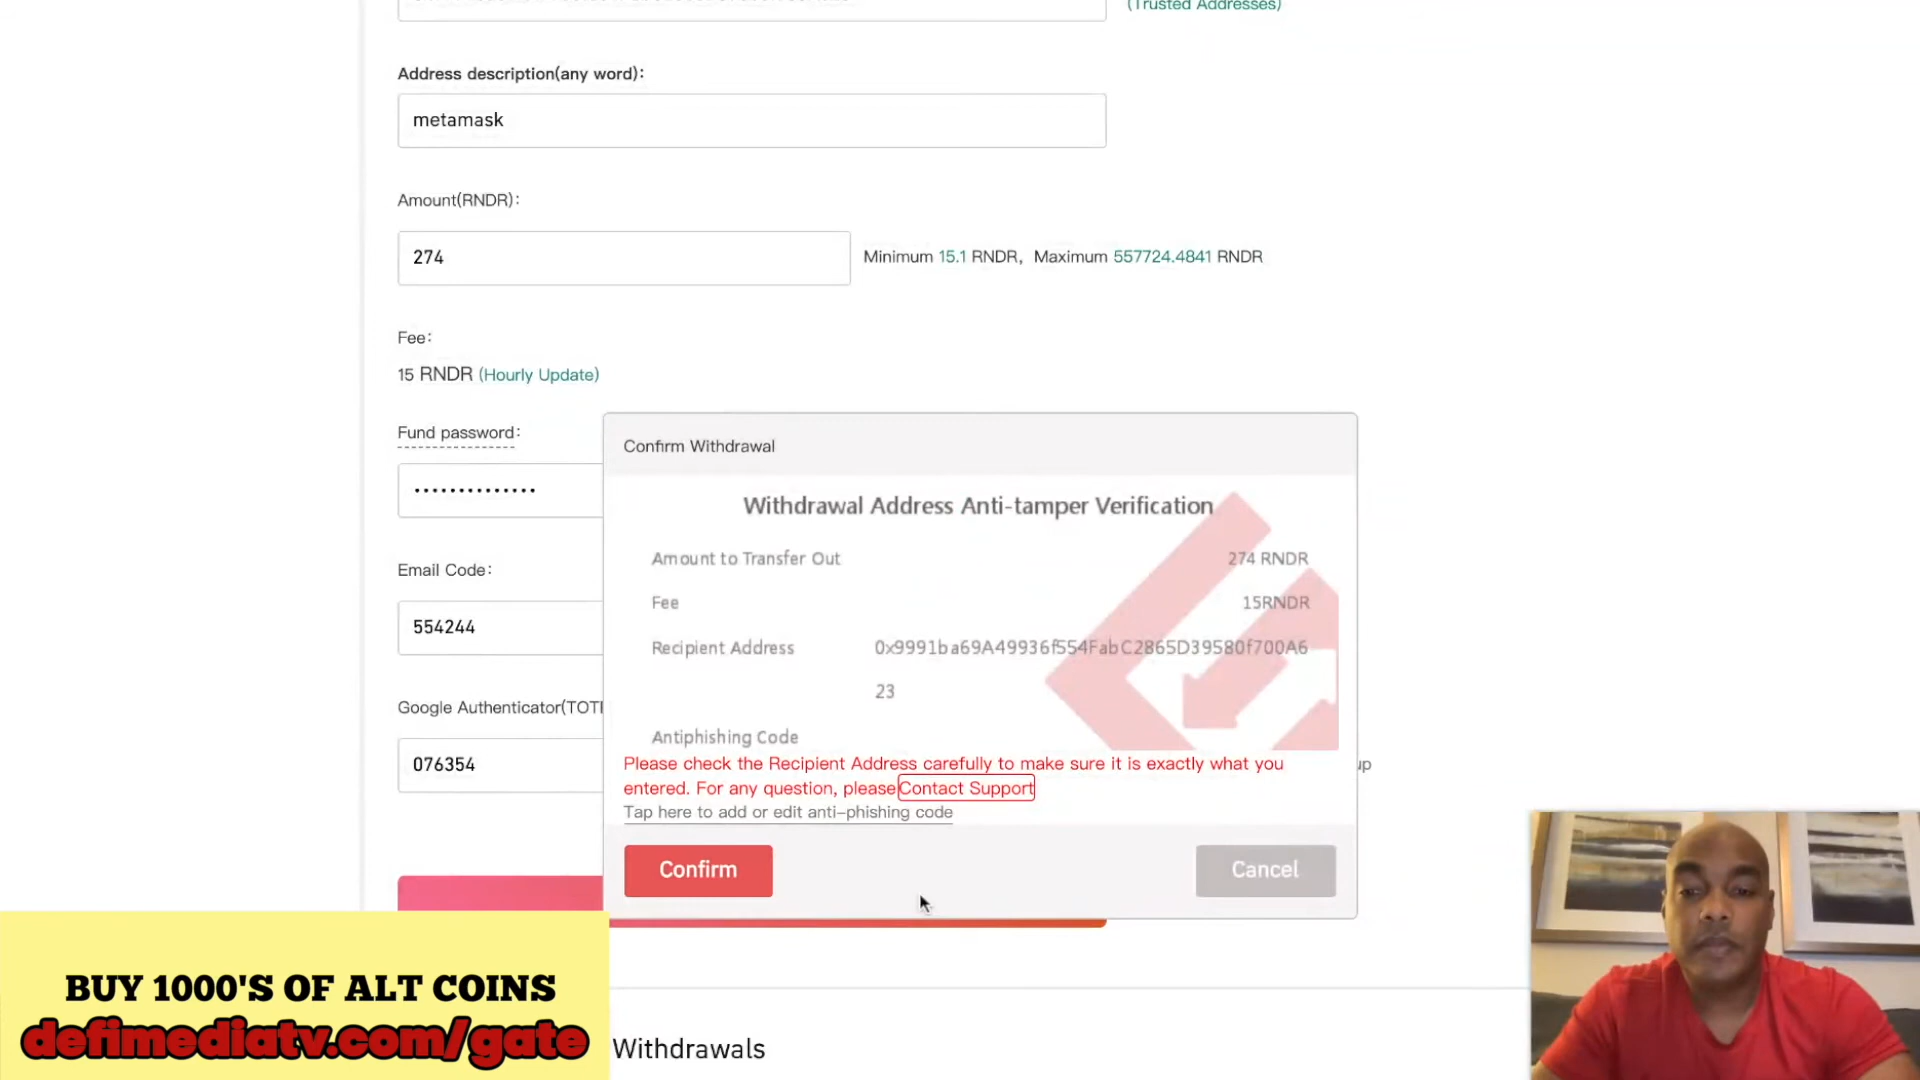 (Trusted Addresses)
Address description(any word):
metamask
Amount(RNDR):
274
Minimum 15.1 RNDR, Maximum 557724.4841 RNDR
Fee:
15 RNDR (Hourly Update)
Fund password:
••••••••••••••
Confirm Withdrawal
Withdrawal Address Anti-tamper Verification
Amount to Transfer Out 274 RNDR
Fee 15RNDR
Recipient Address 0x9991ba69A49936f554FabC2865D39580f700A6
23
Antiphishing Code
Please check the Recipient Address carefully to make sure it is exactly what you
entered. For any question, please Contact Support
Tap here to add or edit anti-phishing code
Confirm Cancel
Email Code:
554244
Google Authenticator(TOT
076354
up
BUY 1000'S OF ALT COINS
defimediatv.com/gate
Withdrawals